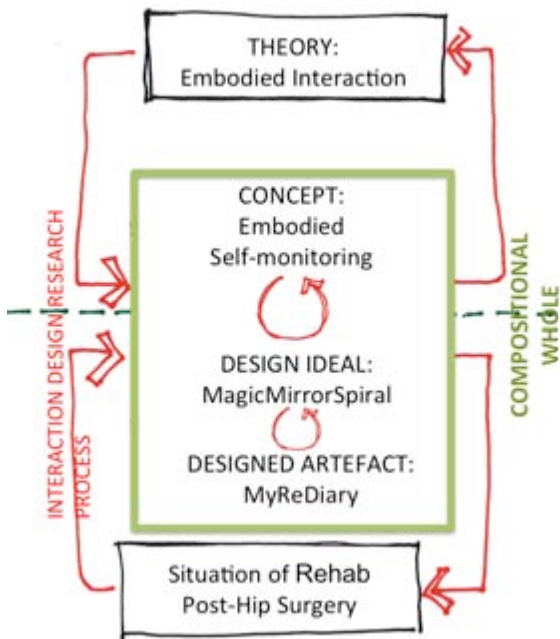 THEORY:
Embodied Interaction
CONCEPT:
Embodied
Self-monitoring
INTERACTION DESIGN RESEARCH
PROCESS
COMPOSITIONAL
WHOLE
DESIGN IDEAL:
MagicMirrorSpiral
DESIGNED ARTEFACT:
MyReDiary
Situation of Rehab
Post-Hip Surgery